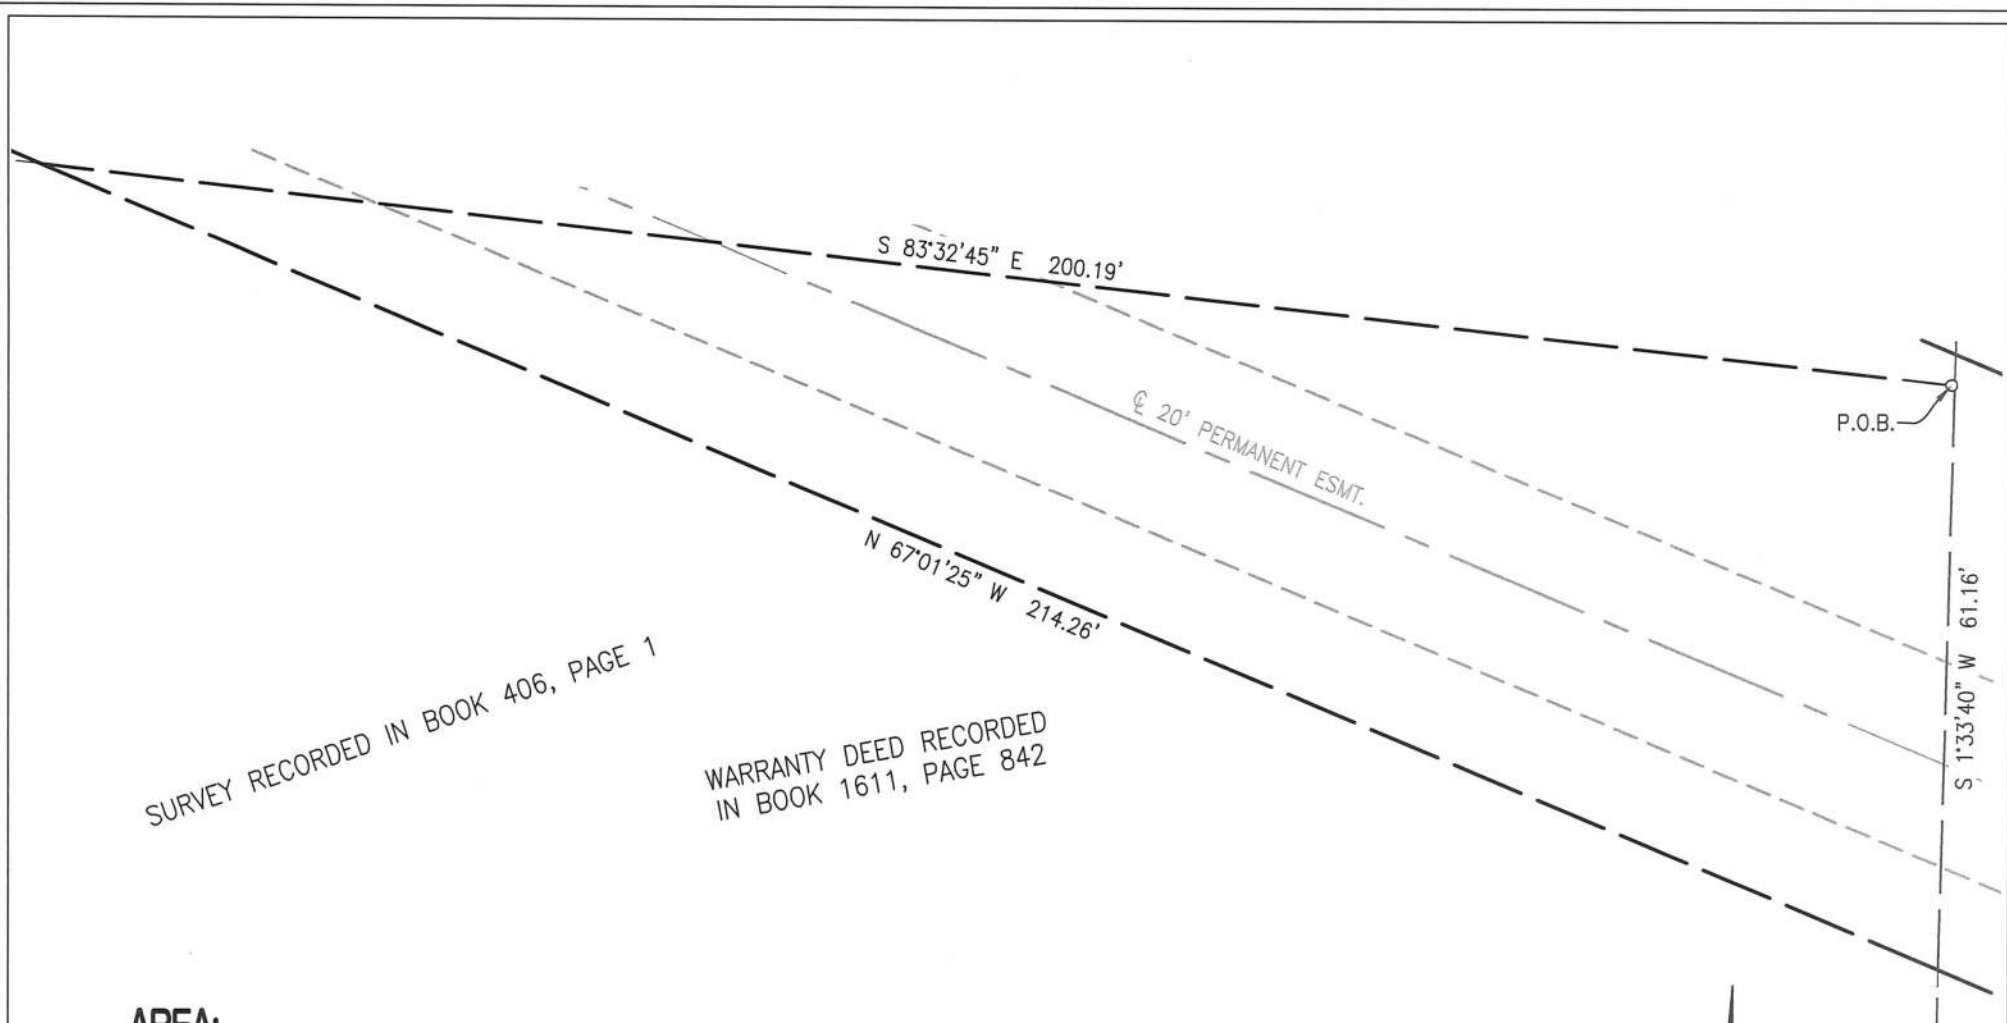 S 83°32'45" E 200.19'
℄ 20' PERMANENT ESMT.
P.O.B.
N 67°01'25" W 214.26'
S 1°33'40" W 61.16'
SURVEY RECORDED IN BOOK 406, PAGE 1
WARRANTY DEED RECORDED
IN BOOK 1611, PAGE 842
AREA: